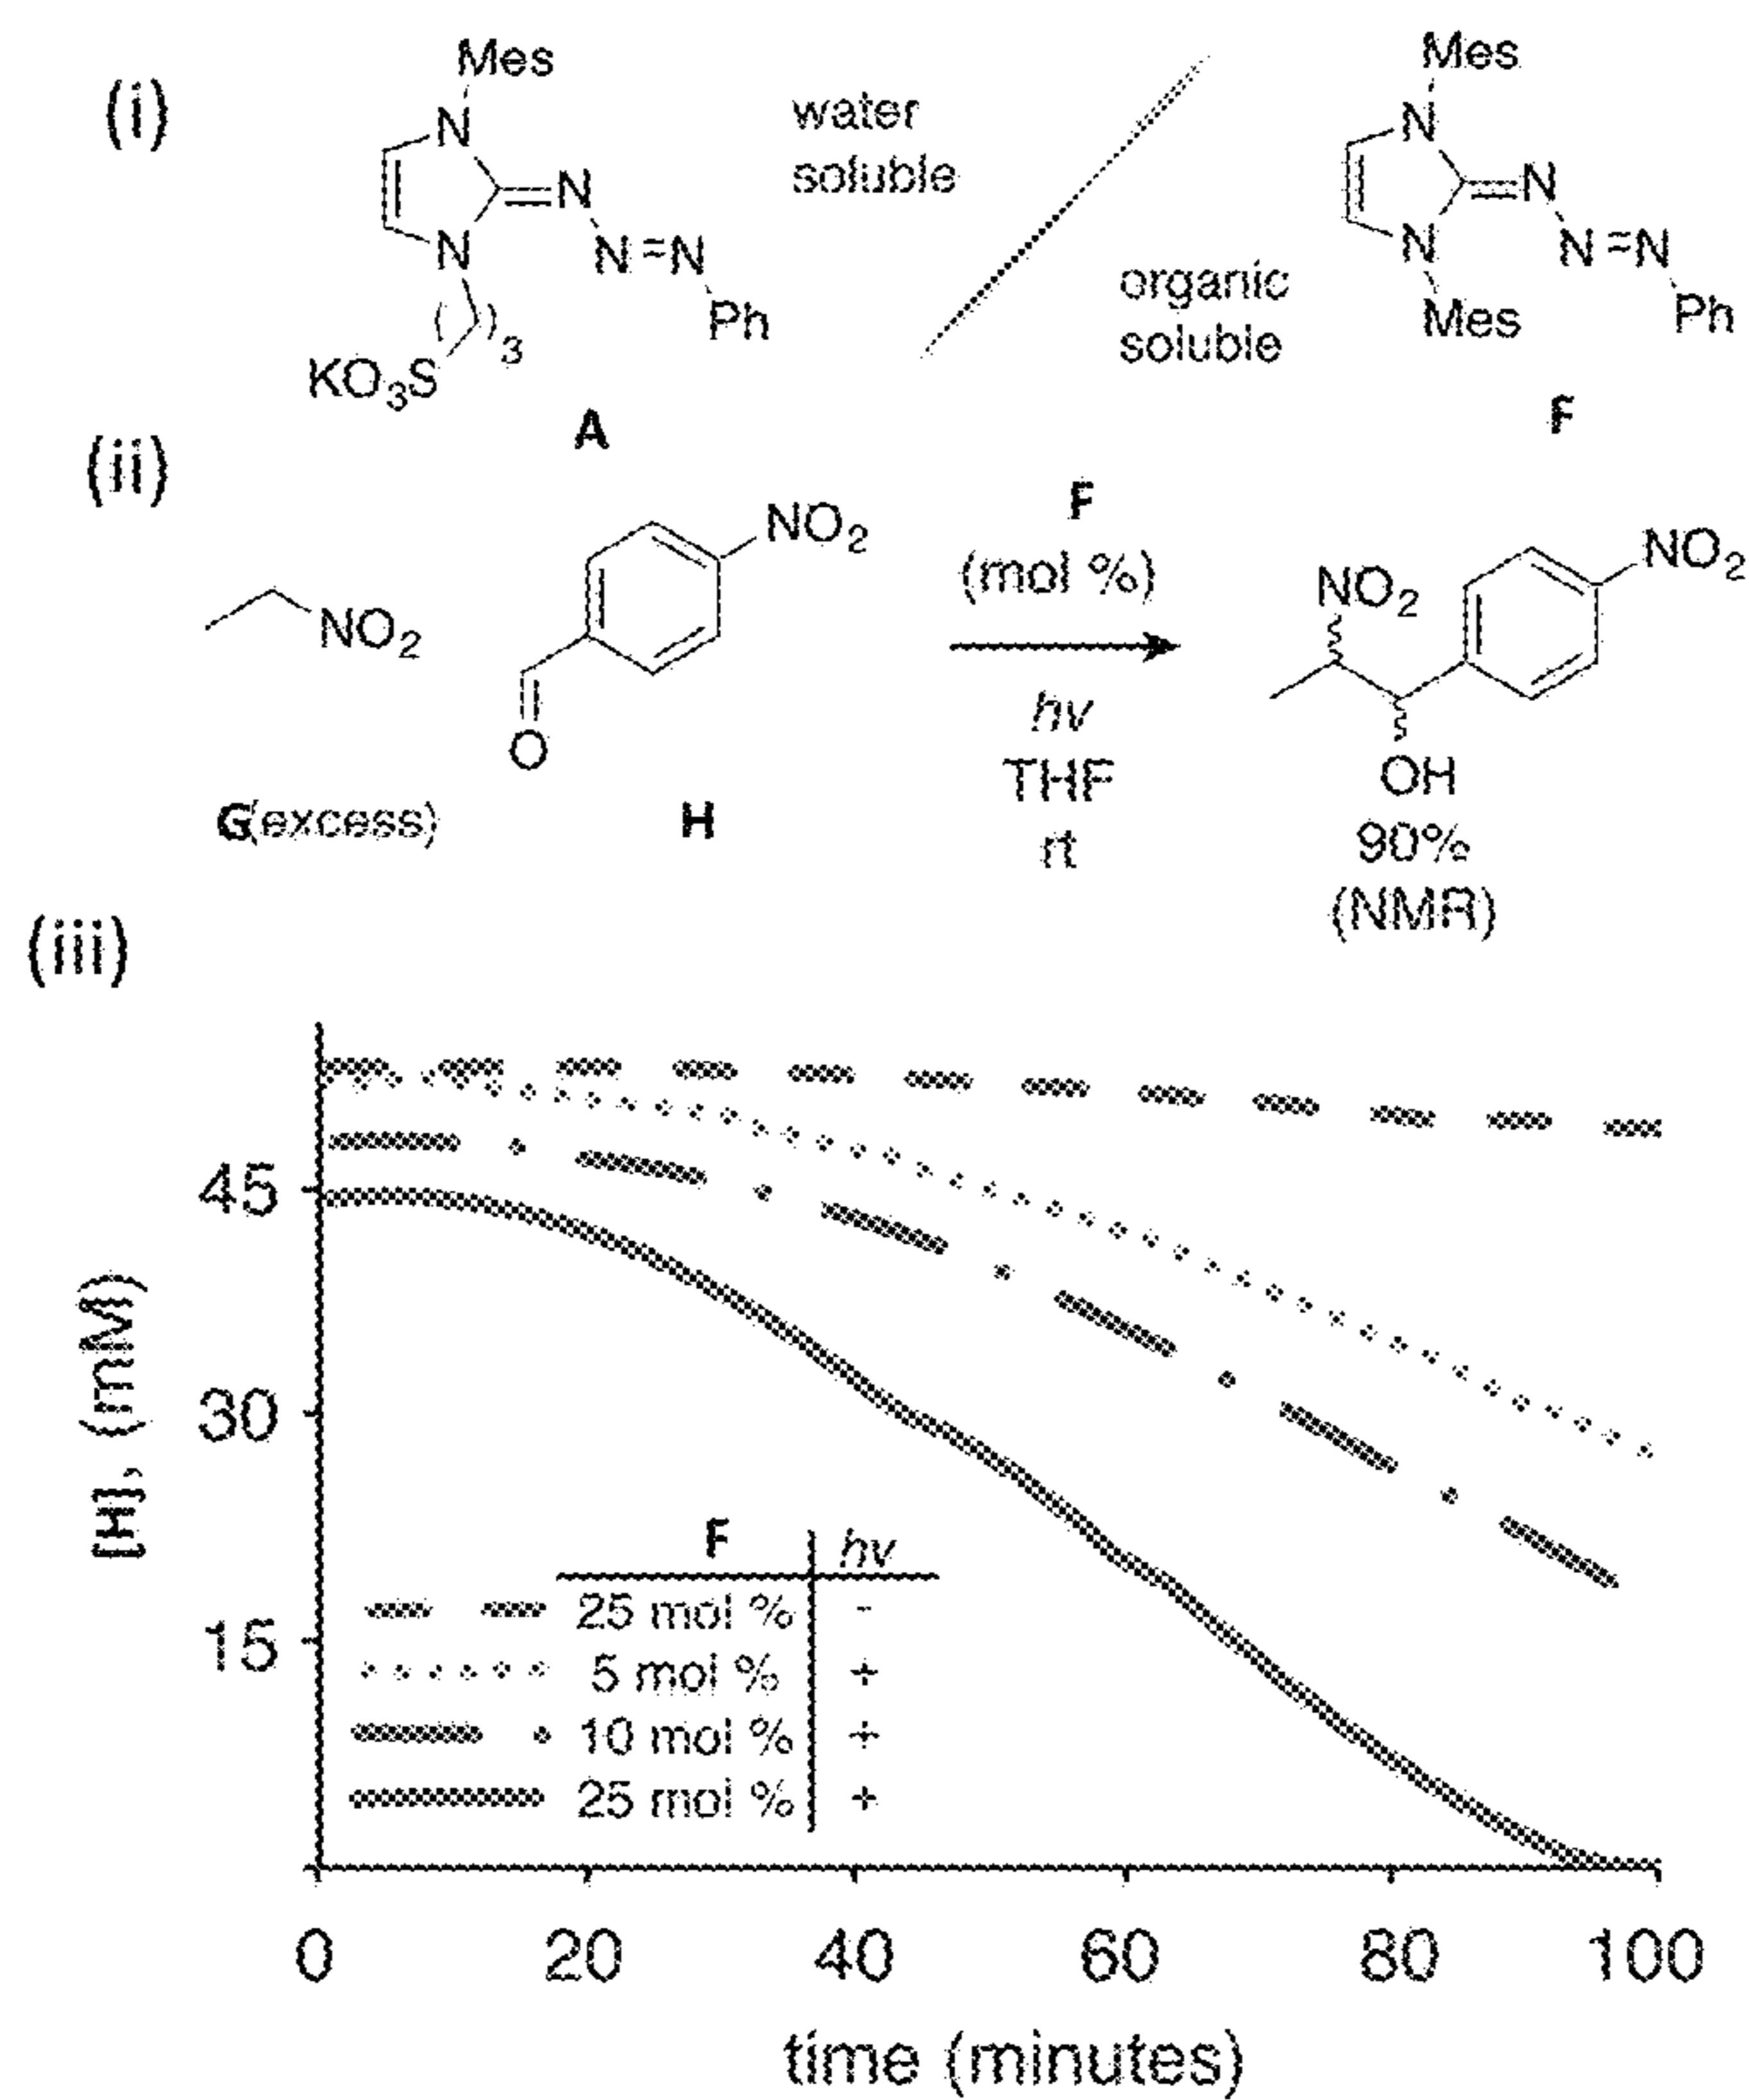 (i)
Mes
N
N
N
N=N
Ph
( )3
KO3S
A
water
soluble
organic
soluble
Mes
N
N
N
N=N
Mes
Ph
F
(ii)
NO2
G(excess)
NO2
O
H
F
(mol %)
hν
THF
rt
NO2
NO2
OH
90%
(NMR)
(iii)
[H], (mM)
45
30
15
F hν
25 mol % -
5 mol % +
10 mol % +
25 mol % +
0 20 40 60 80 100
time (minutes)